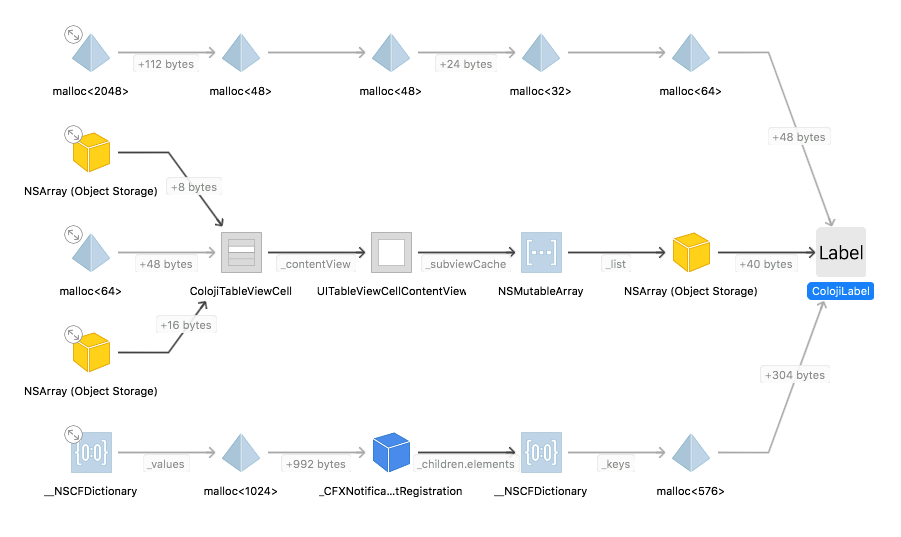 +112 bytes
+24 bytes
malloc<2048>
malloc<48>
malloc<48>
malloc<32>
malloc<64>
+48 bytes
NSArray (Object Storage)
+8 bytes
Label
+48 bytes
_contentView
_subviewCache
[...]
_list
+40 bytes
malloc<64>
ColojiTableViewCell
UITableViewCellContentView
NSMutableArray
NSArray (Object Storage)
ColojiLabel
+16 bytes
NSArray (Object Storage)
+304 bytes
{0:0}
_values
+992 bytes
_children.elements
{0:0}
_keys
__NSCFDictionary
malloc<1024>
_CFXNotifica...tRegistration
__NSCFDictionary
malloc<576>